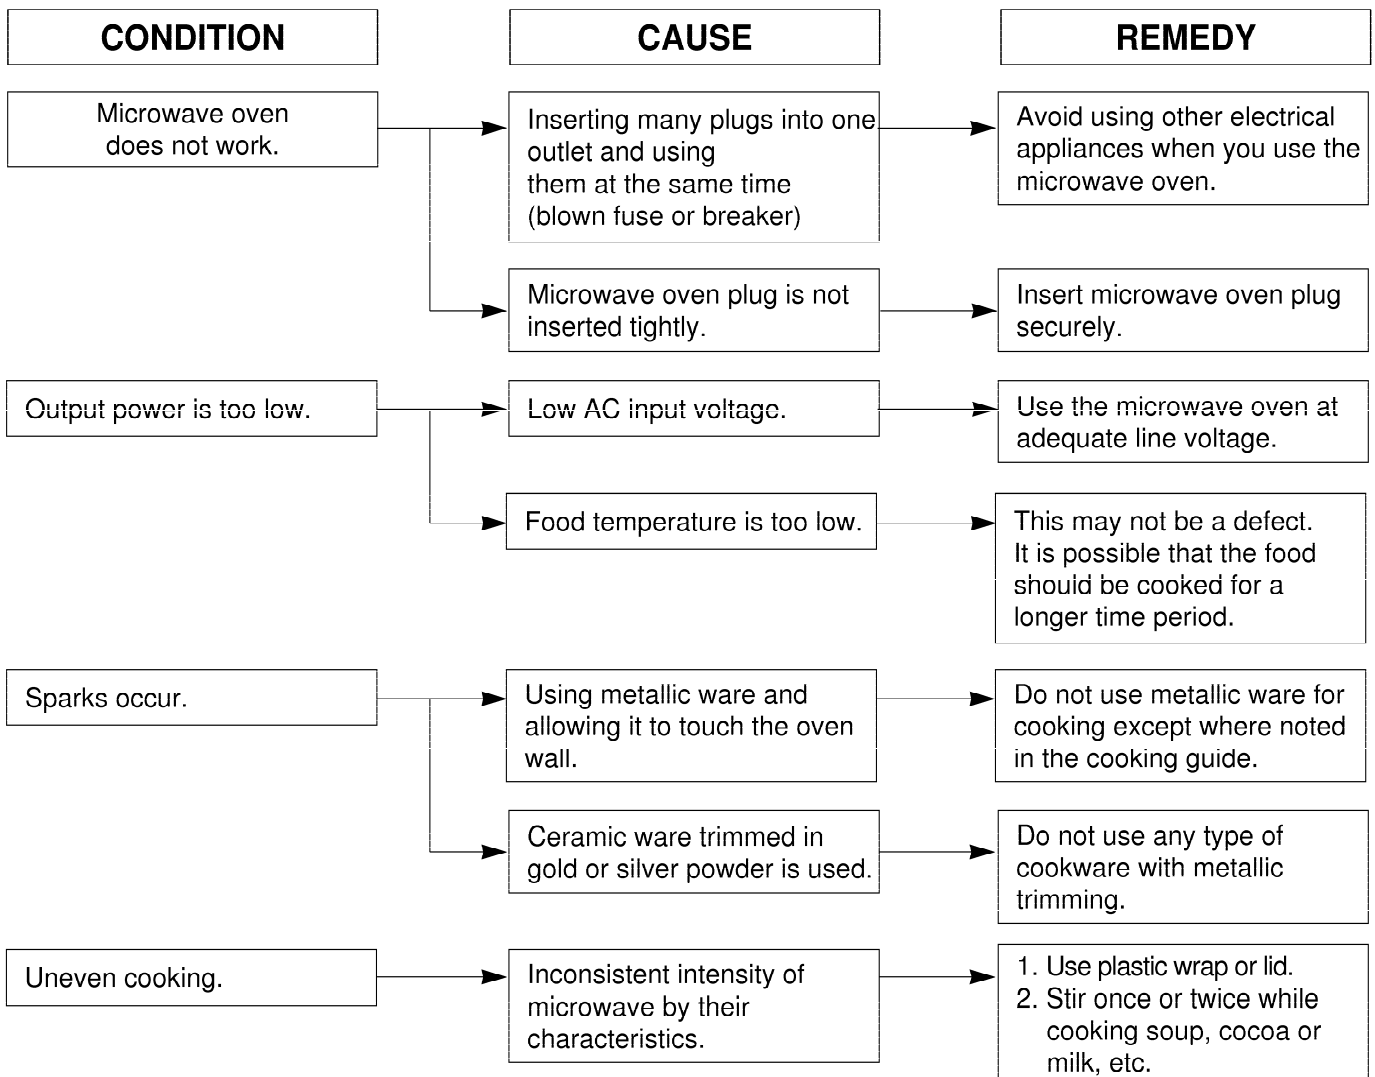 CONDITION
CAUSE
REMEDY
Microwave oven
does not work.
Inserting many plugs into one
outlet and using
them at the same time
(blown fuse or breaker)
Avoid using other electrical
appliances when you use the
microwave oven.
Microwave oven plug is not
inserted tightly.
Insert microwave oven plug
securely.
Output power is too low.
Low AC input voltage.
Use the microwave oven at
adequate line voltage.
Food temperature is too low.
This may not be a defect.
It is possible that the food
should be cooked for a
longer time period.
Sparks occur.
Using metallic ware and
allowing it to touch the oven
wall.
Do not use metallic ware for
cooking except where noted
in the cooking guide.
Ceramic ware trimmed in
gold or silver powder is used.
Do not use any type of
cookware with metallic
trimming.
Uneven cooking.
Inconsistent intensity of
microwave by their
characteristics.
1. Use plastic wrap or lid.
2. Stir once or twice while
cooking soup, cocoa or
milk, etc.